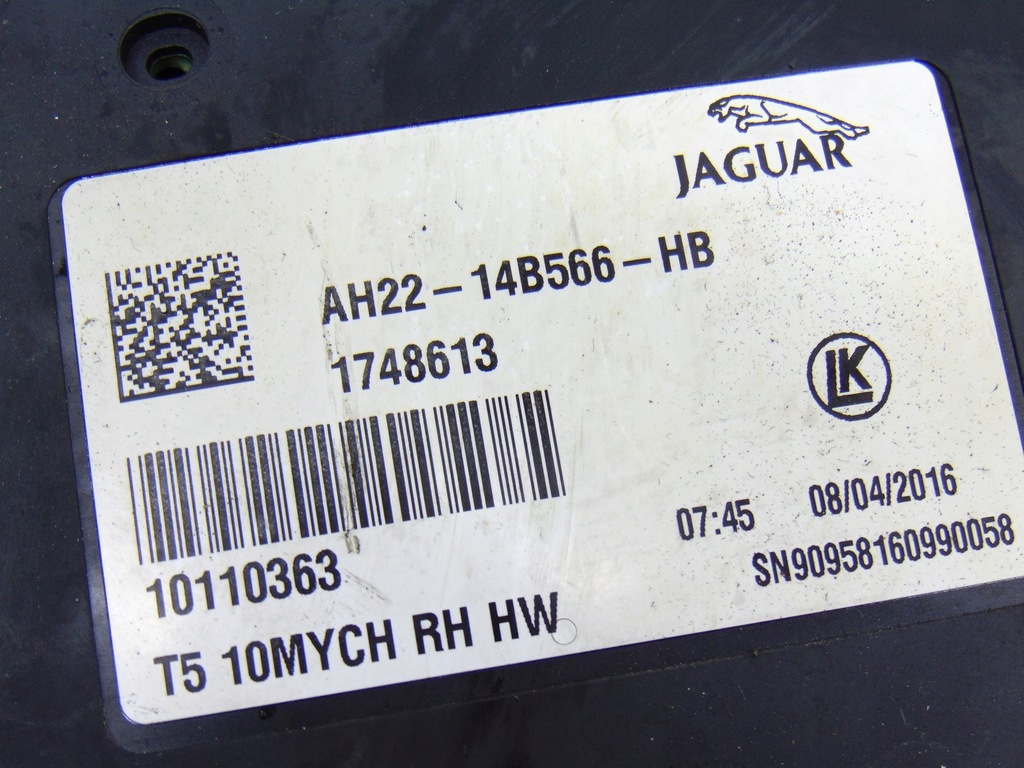 JAGUAR
AH22-14B566-HB
1748613
LK
10110363
07:45 08/04/2016
SN90958160990058
T5 10MYCH RH HW